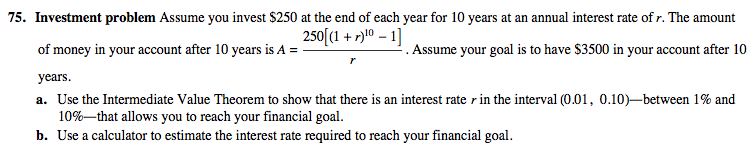 75. Investment problem Assume you invest $250 at the end of each year for 10 years at an annual interest rate of r. The amount
of money in your account after 10 years is A = 250[(1 + r)¹⁰ – 1] / r . Assume your goal is to have $3500 in your account after 10
years.
a. Use the Intermediate Value Theorem to show that there is an interest rate r in the interval (0.01, 0.10)—between 1% and
10%—that allows you to reach your financial goal.
b. Use a calculator to estimate the interest rate required to reach your financial goal.